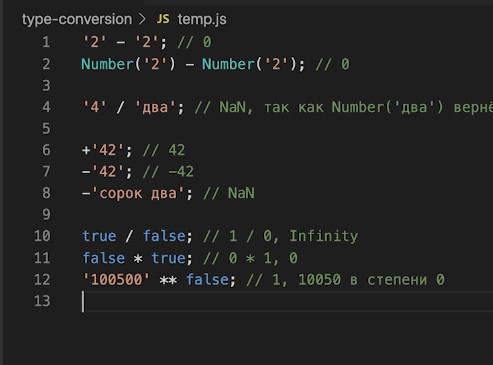 type-conversion > JS temp.js
1 '2' - '2'; // 0
2 Number('2') - Number('2'); // 0
3
4 '4' / 'два'; // NaN, так как Number('два') вернё
5
6 +'42'; // 42
7 -'42'; // -42
8 -'сорок два'; // NaN
9
10 true / false; // 1 / 0, Infinity
11 false * true; // 0 * 1, 0
12 '100500' ** false; // 1, 10050 в степени 0
13